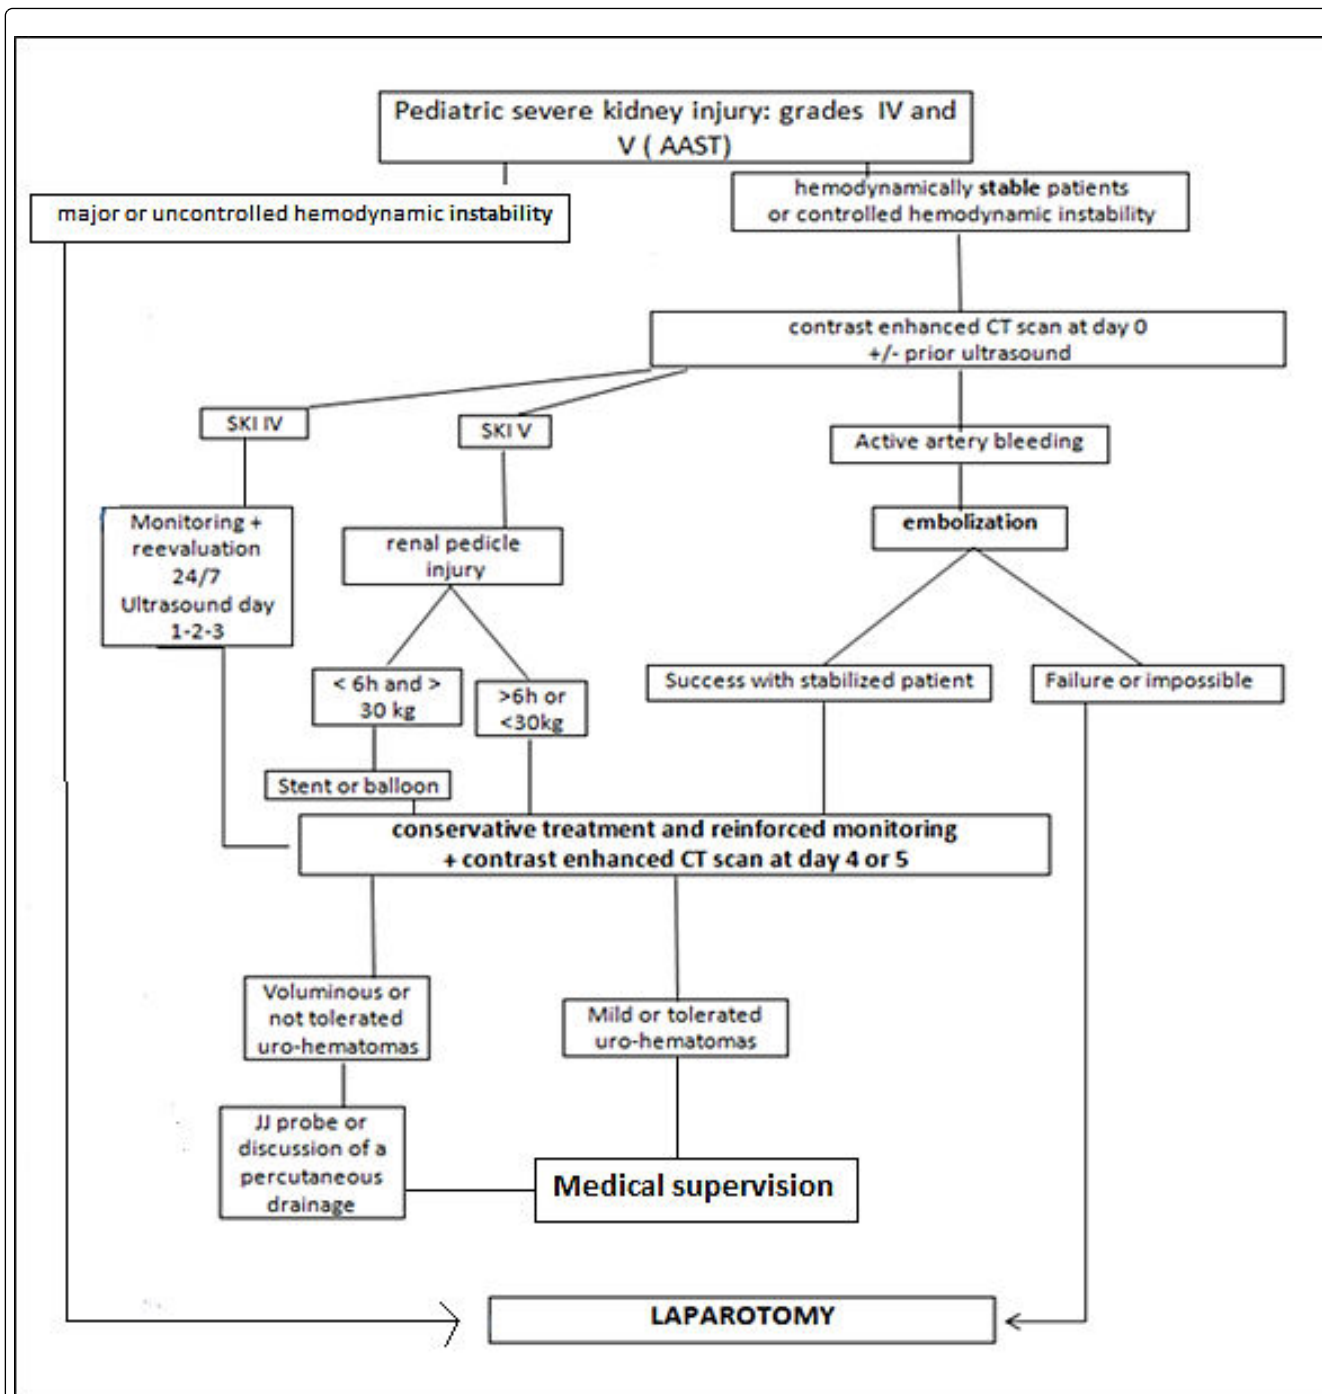 Pediatric severe kidney injury: grades IV and
V ( AAST)
major or uncontrolled hemodynamic instability
hemodynamically stable patients
or controlled hemodynamic instability
contrast enhanced CT scan at day 0
+/- prior ultrasound
SKI IV
SKI V
Active artery bleeding
Monitoring +
reevaluation
24/7
Ultrasound day
1-2-3
renal pedicle
injury
embolization
< 6h and >
30 kg
>6h or
<30kg
Success with stabilized patient
Failure or impossible
Stent or balloon
conservative treatment and reinforced monitoring
+ contrast enhanced CT scan at day 4 or 5
Voluminous or
not tolerated
uro-hematomas
Mild or tolerated
uro-hematomas
JJ probe or
discussion of a
percutaneous
drainage
Medical supervision
LAPAROTOMY